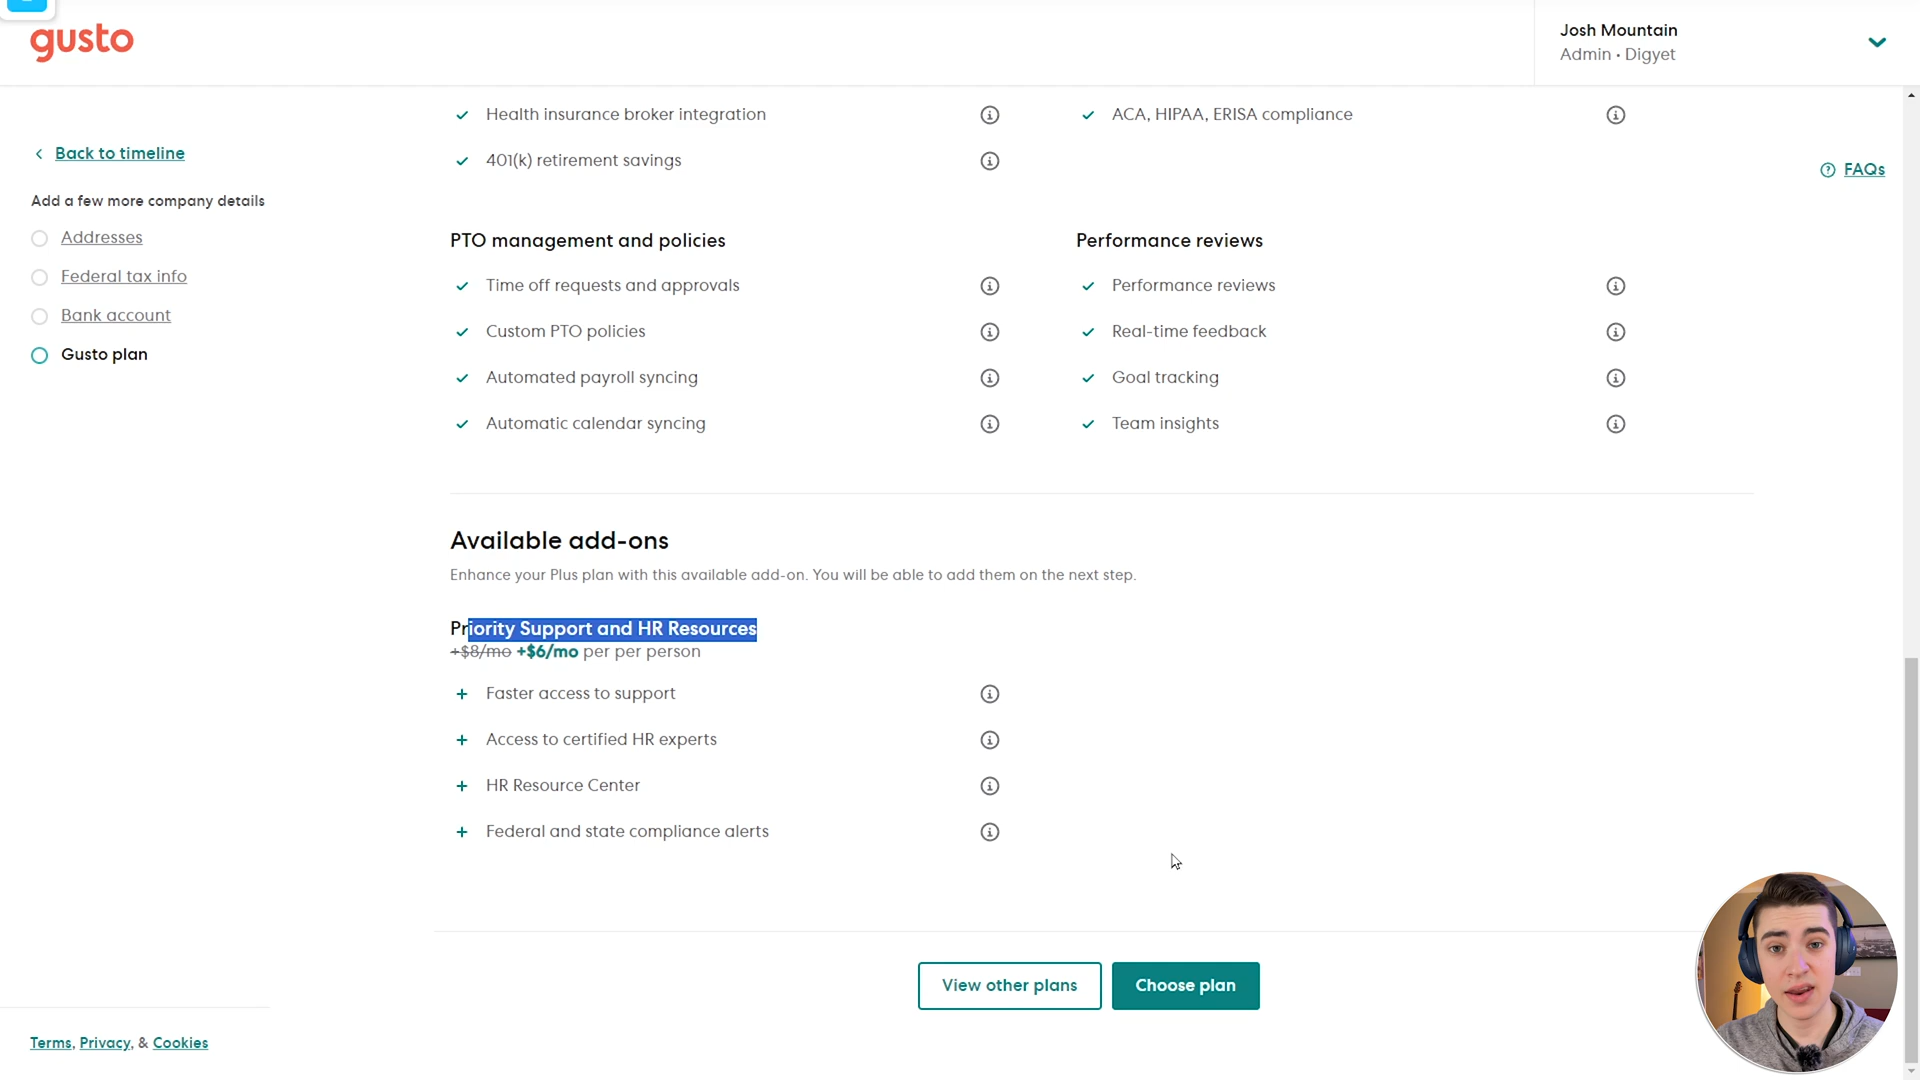 gusto
Josh Mountain
Admin • Digyet
Back to timeline
Add a few more company details
Addresses
Federal tax info
Bank account
Gusto plan
FAQs
Health insurance broker integration
401(k) retirement savings
ACA, HIPAA, ERISA compliance
PTO management and policies
Time off requests and approvals
Custom PTO policies
Automated payroll syncing
Automatic calendar syncing
Performance reviews
Performance reviews
Real-time feedback
Goal tracking
Team insights
Available add-ons
Enhance your Plus plan with this available add-on. You will be able to add them on the next step.
Priority Support and HR Resources
+$8/mo +$6/mo per per person
+ Faster access to support
+ Access to certified HR experts
+ HR Resource Center
+ Federal and state compliance alerts
View other plans
Choose plan
Terms, Privacy, & Cookies